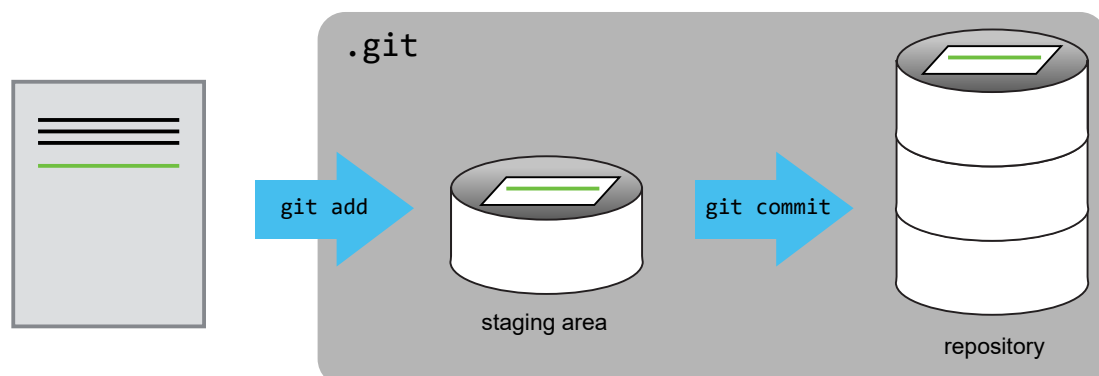 .git
git add
git commit
staging area
repository